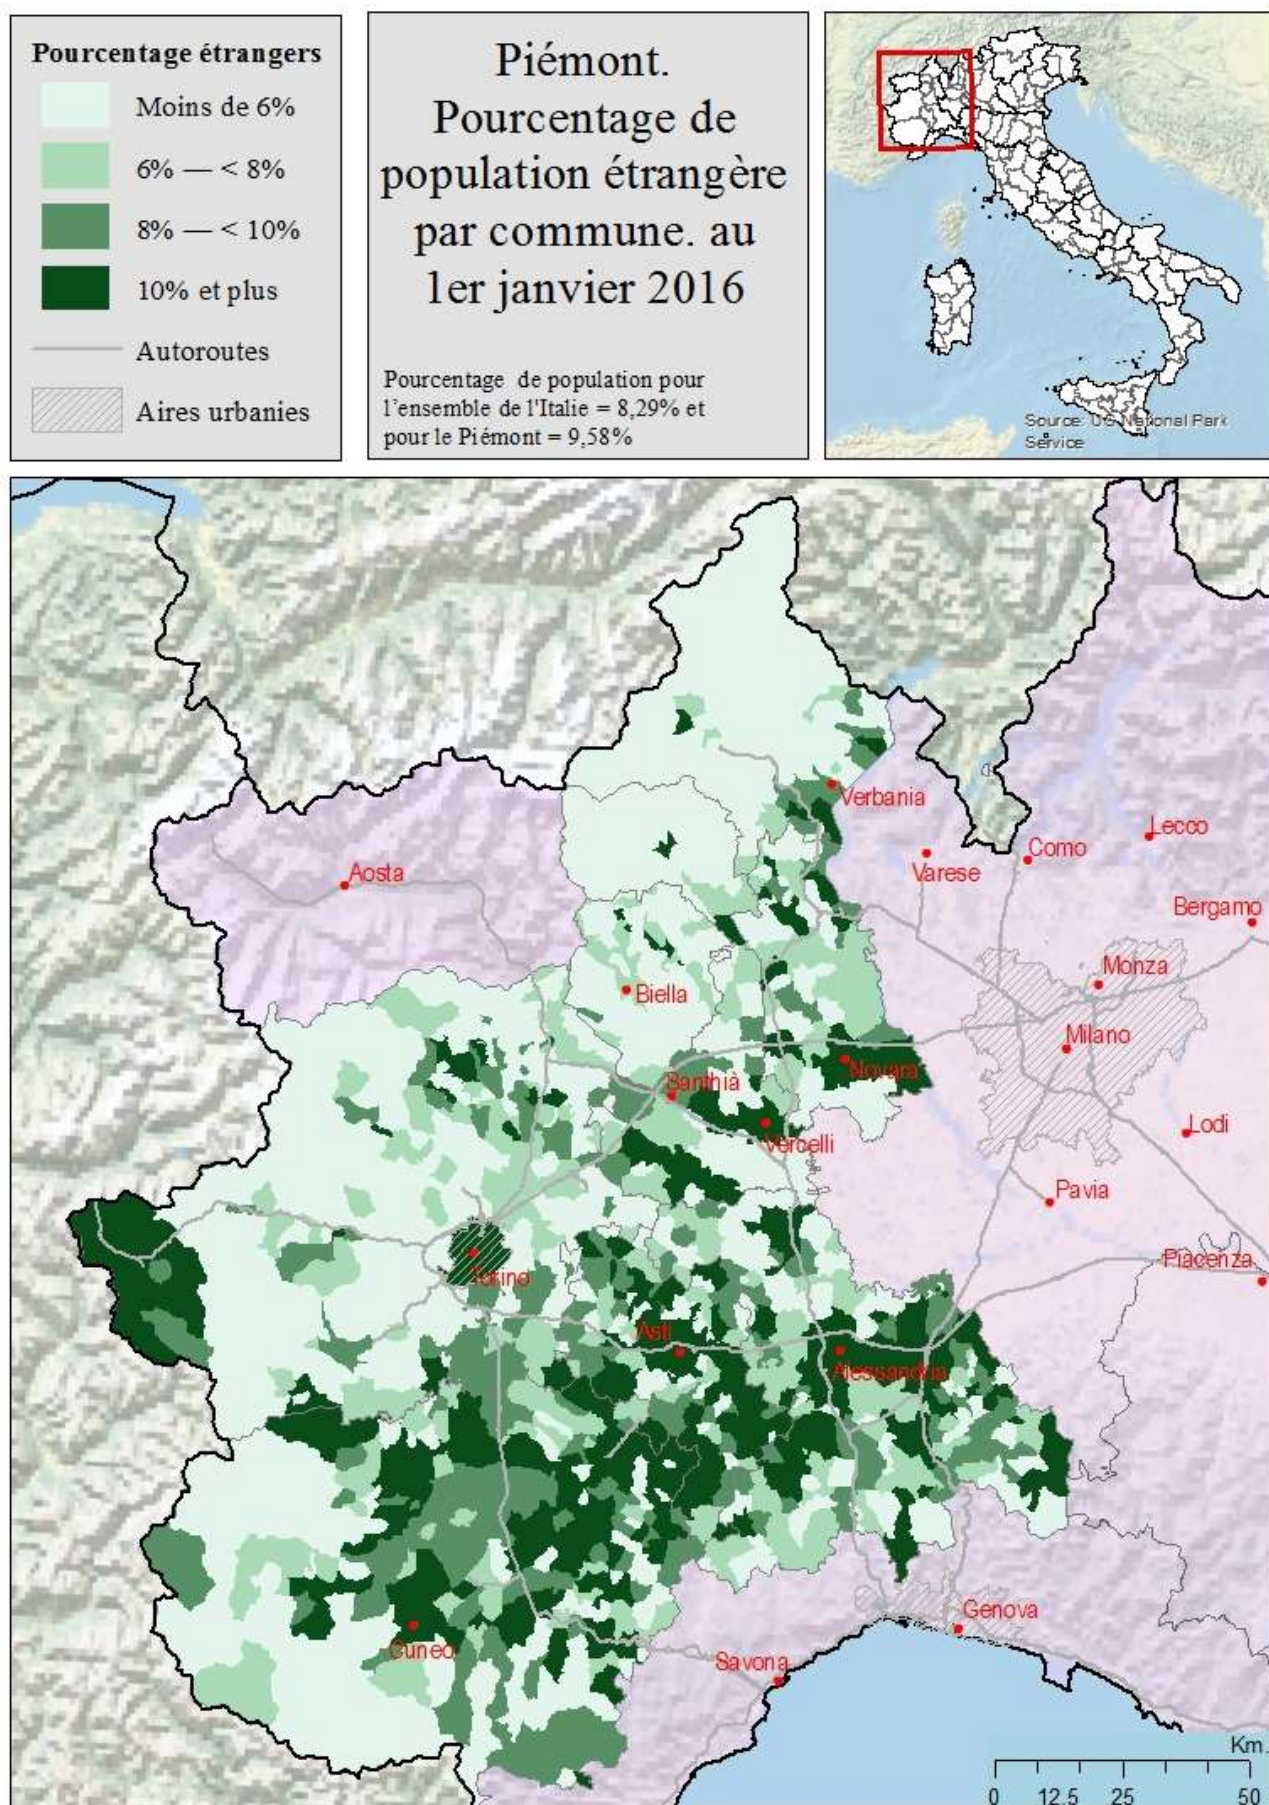 Pourcentage étrangers
Moins de 6%
6% — < 8%
8% — < 10%
10% et plus
Autoroutes
Aires urbanies
Piémont.
Pourcentage de
population étrangère
par commune. au
1er janvier 2016
Pourcentage de population pour
l'ensemble de l'Italie = 8,29% et
pour le Piémont = 9,58%
Source: US National Park
Service
Verbania
Lecco
Como
Varese
Aosta
Bergamo
Monza
Biella
Milano
Novara
Santhià
Lodi
Vercelli
Pavia
Piacenza
Torino
Asti
Alessandria
Genova
Cuneo
Savona
Km.
0 12.5 25 50